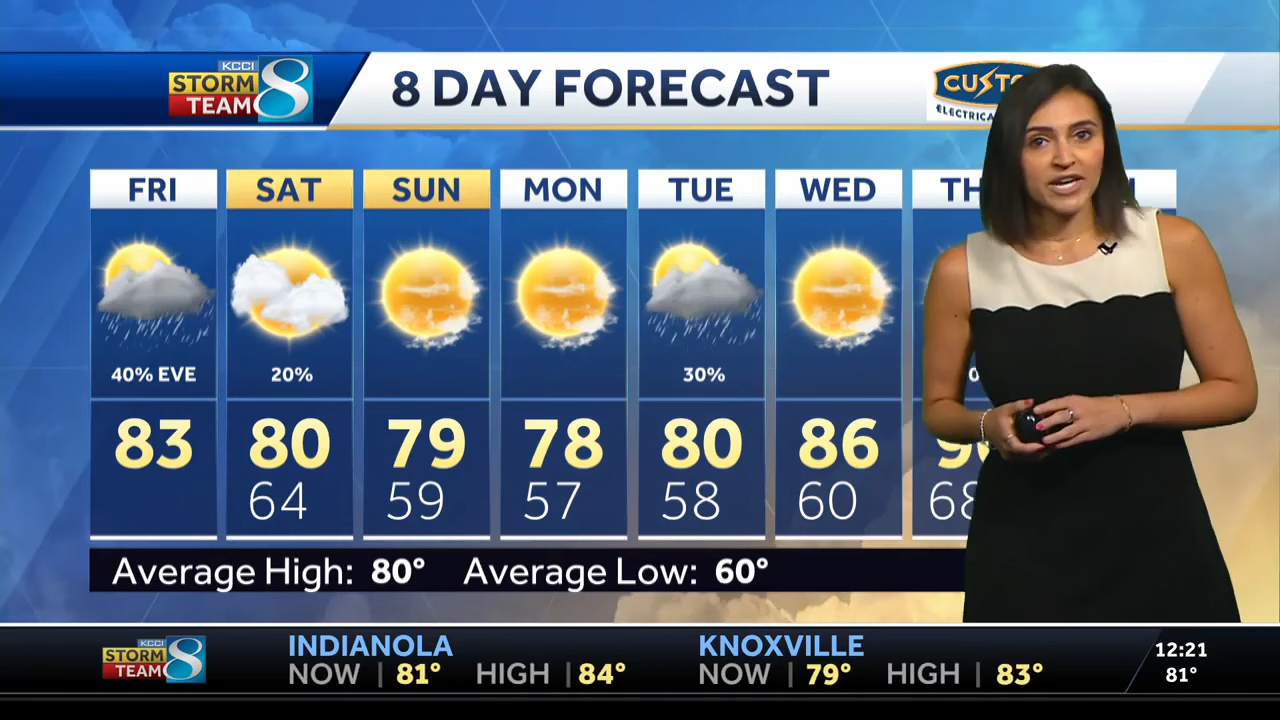 KCCI
STORM
TEAM 8
8 DAY FORECAST
ELECTRICA
FRI
SAT
SUN
MON
TUE
WED
40% EVE
20%
30%
83
80
79
78
80
86
64
59
57
58
60
68
Average High: 80° Average Low: 60°
KCCI
STORM
TEAM 8
INDIANOLA
NOW | 81° HIGH | 84°
KNOXVILLE
NOW | 79° HIGH | 83°
12:21
81°